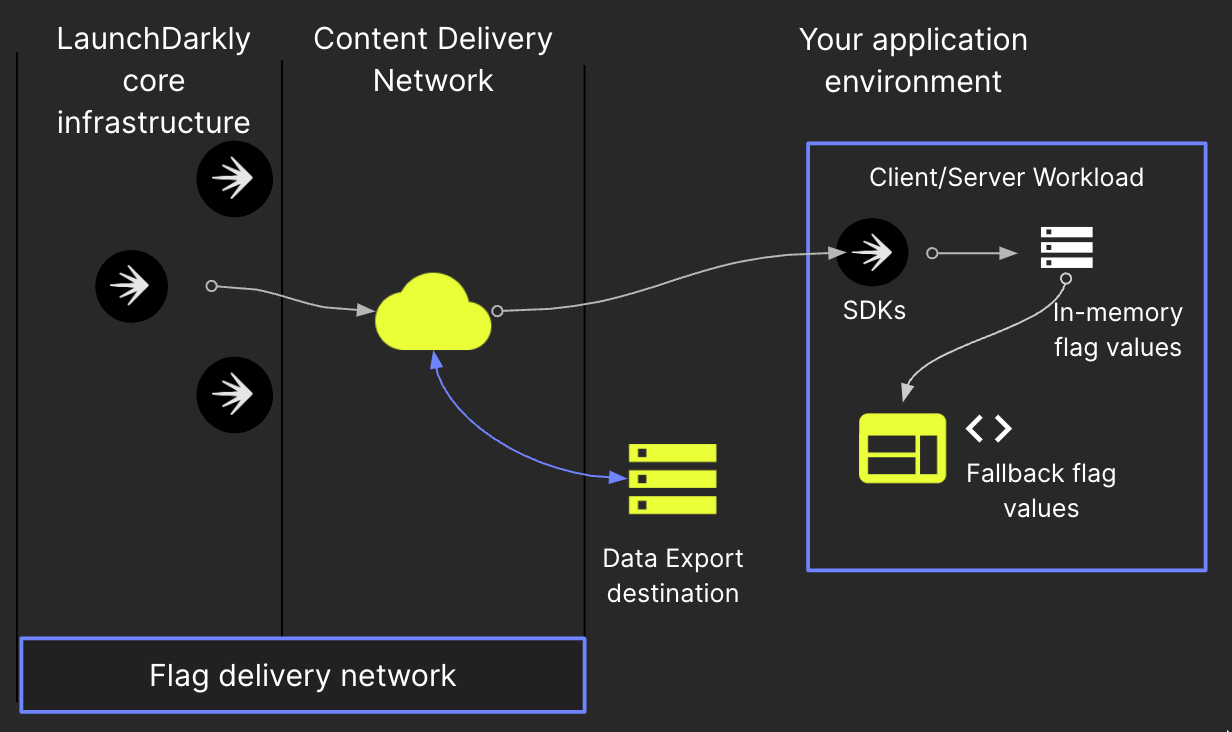 LaunchDarkly
core
infrastructure
Content Delivery
Network
Your application
environment
Client/Server Workload
SDKs
In-memory
flag values
Fallback flag
values
Data Export
destination
Flag delivery network